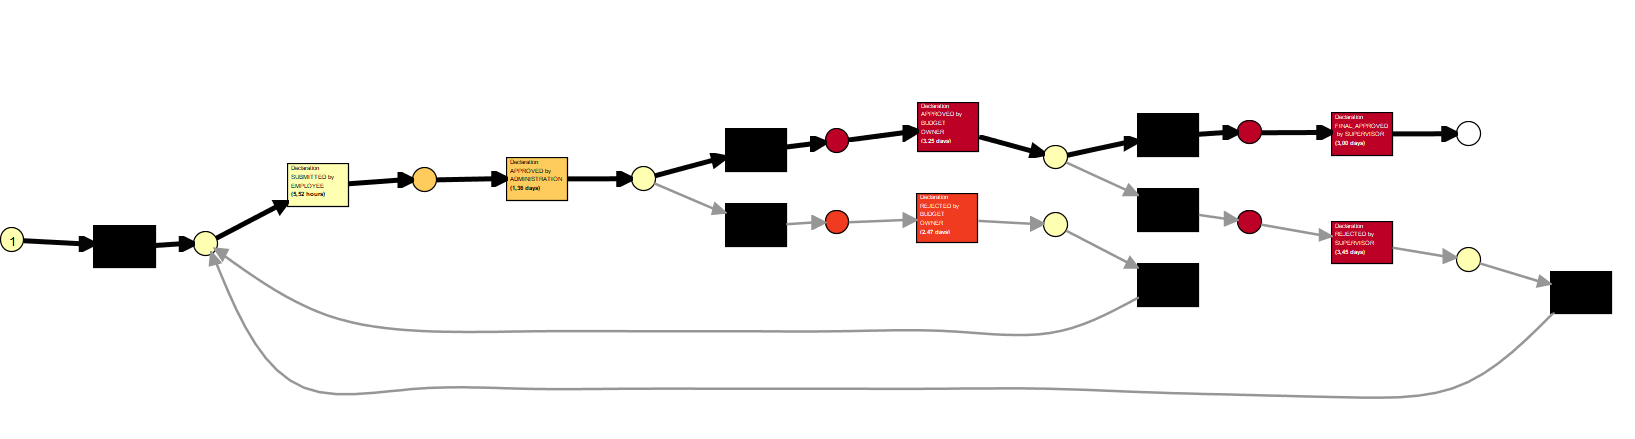 1
Declaration
SUBMITTED by
EMPLOYEE
(5,52 hours)
Declaration
APPROVED by
ADMINISTRATION
(1,36 days)
Declaration
APPROVED by
BUDGET
OWNER
(3,25 days)
Declaration
REJECTED by
BUDGET
OWNER
(2,47 days)
Declaration
FINAL_APPROVED
by SUPERVISOR
(3,00 days)
Declaration
REJECTED by
SUPERVISOR
(3,45 days)